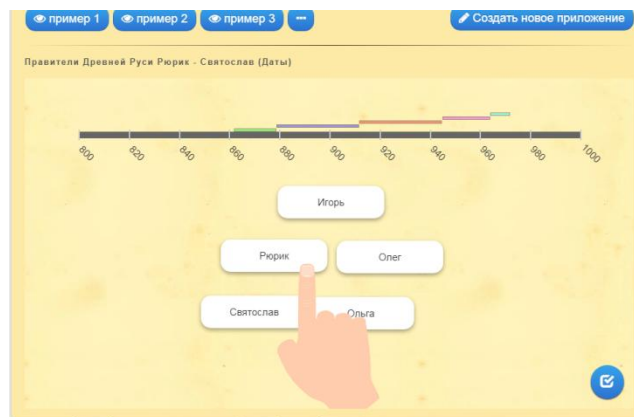 пример 1 пример 2 пример 3 ... Создать новое приложение
Правители Древней Руси Рюрик - Святослав (Даты)
800 820 840 860 880 900 920 940 960 980 1000
Игорь
Рюрик Олег
Святослав Ольга